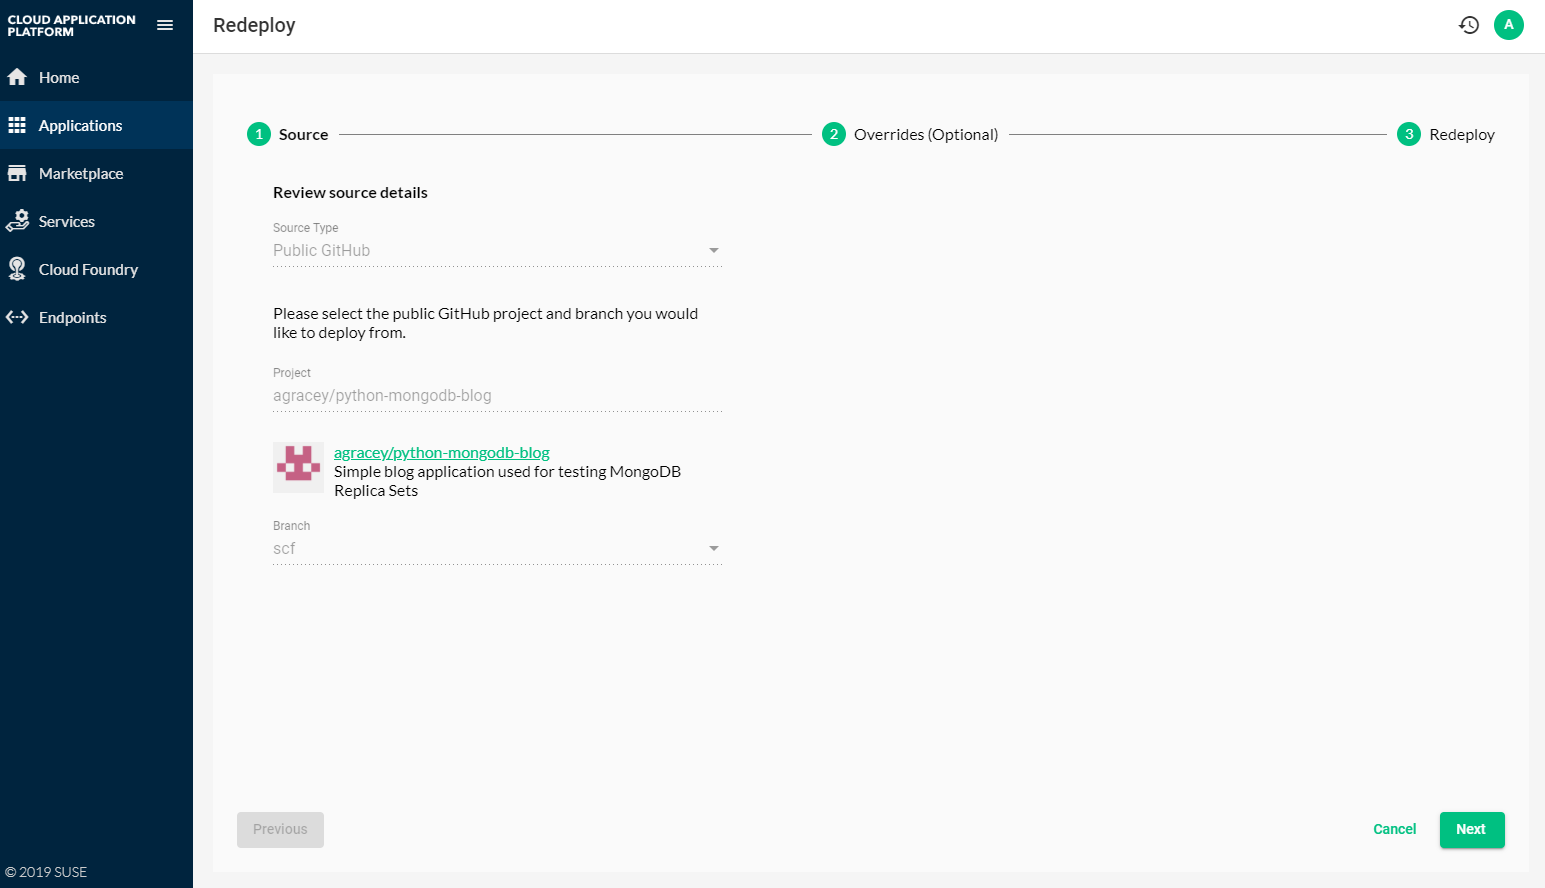 CLOUD APPLICATION
PLATFORM
Redeploy
A
Home
Applications
Marketplace
Services
Cloud Foundry
Endpoints
1 Source
2 Overrides (Optional)
3 Redeploy
Review source details
Source Type
Public GitHub
Please select the public GitHub project and branch you would
like to deploy from.
Project
agracey/python-mongodb-blog
agracey/python-mongodb-blog
Simple blog application used for testing MongoDB
Replica Sets
Branch
scf
Previous
Cancel
Next
© 2019 SUSE